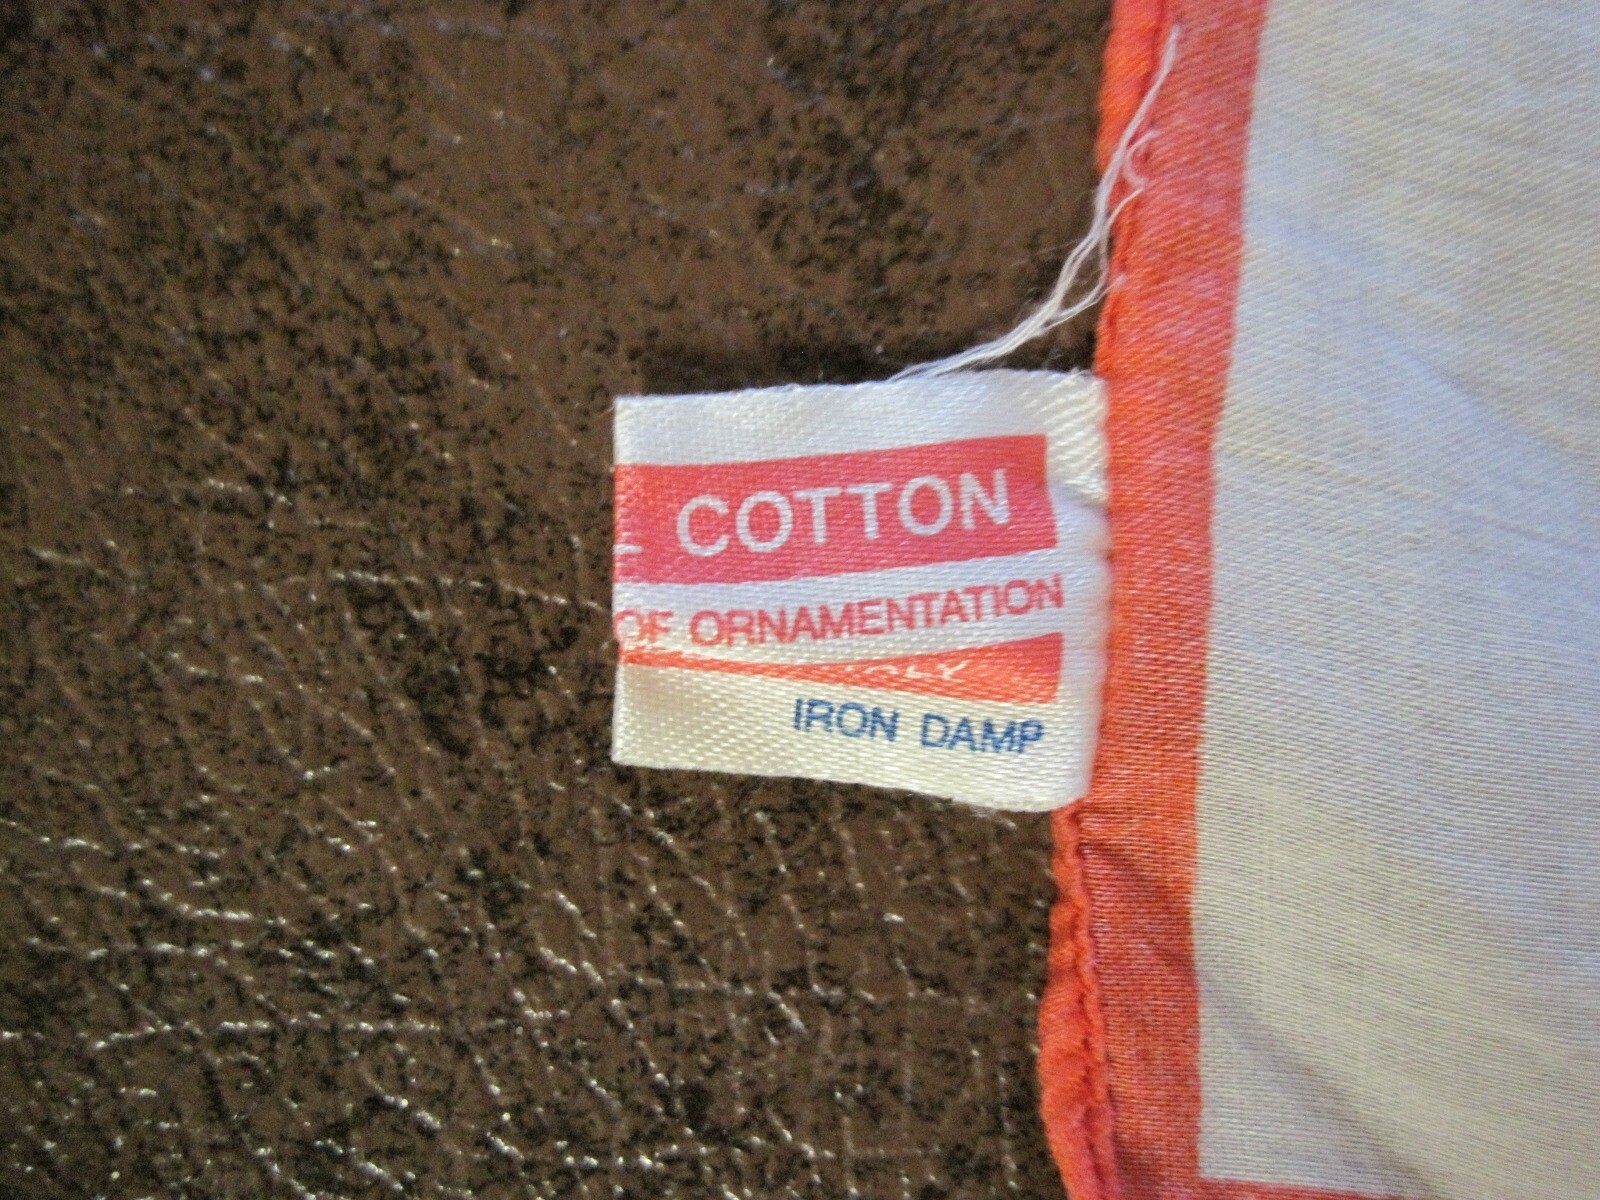 COTTON
OF ORNAMENTATION
IRON DAMP